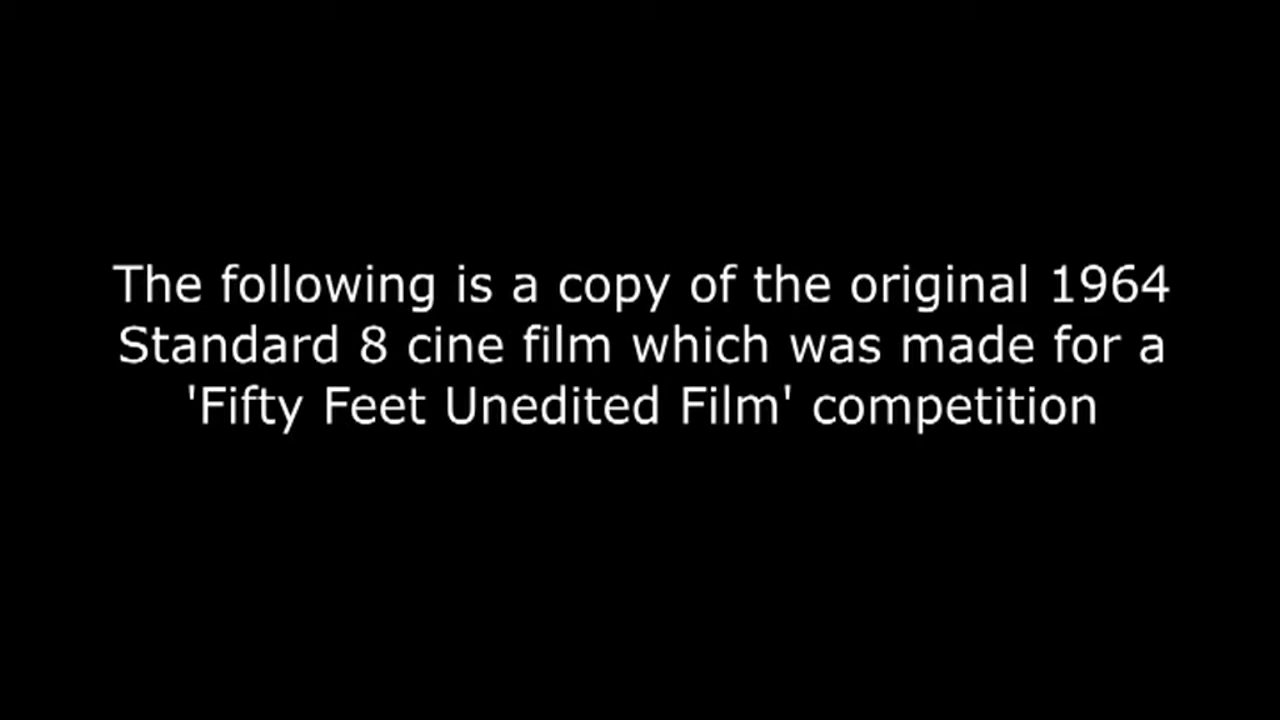 The following is a copy of the original 1964
Standard 8 cine film which was made for a
'Fifty Feet Unedited Film' competition